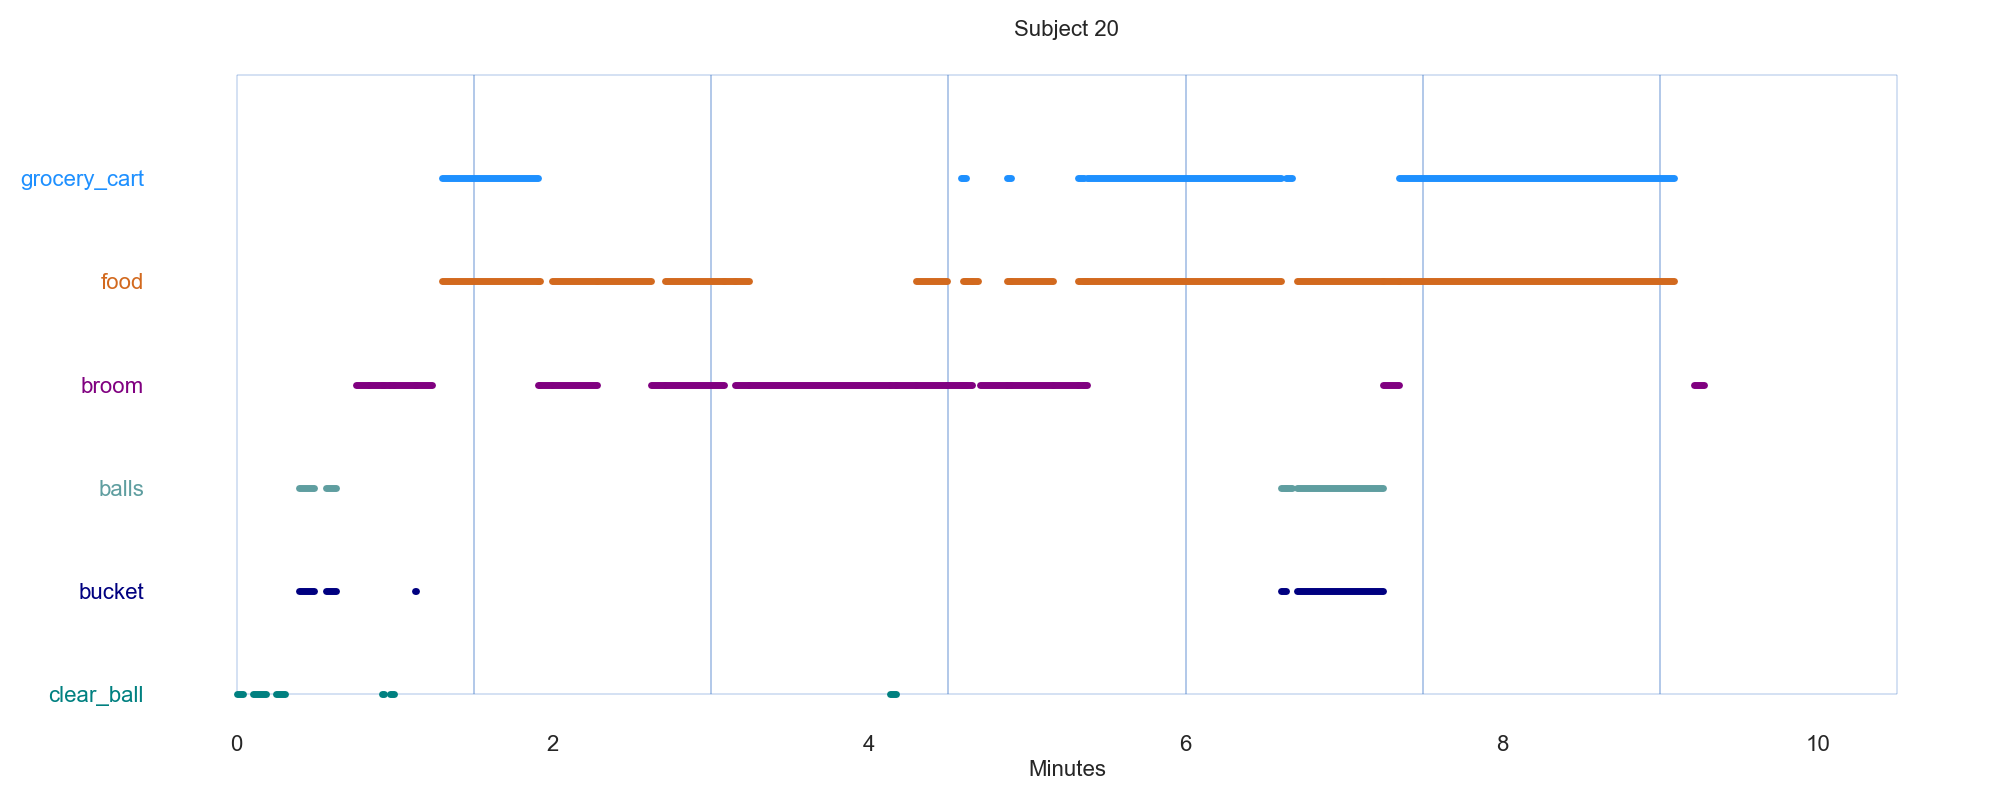 Subject 20
grocery_cart
food
broom
balls
bucket
clear_ball
0 2 4 6 8 10
Minutes